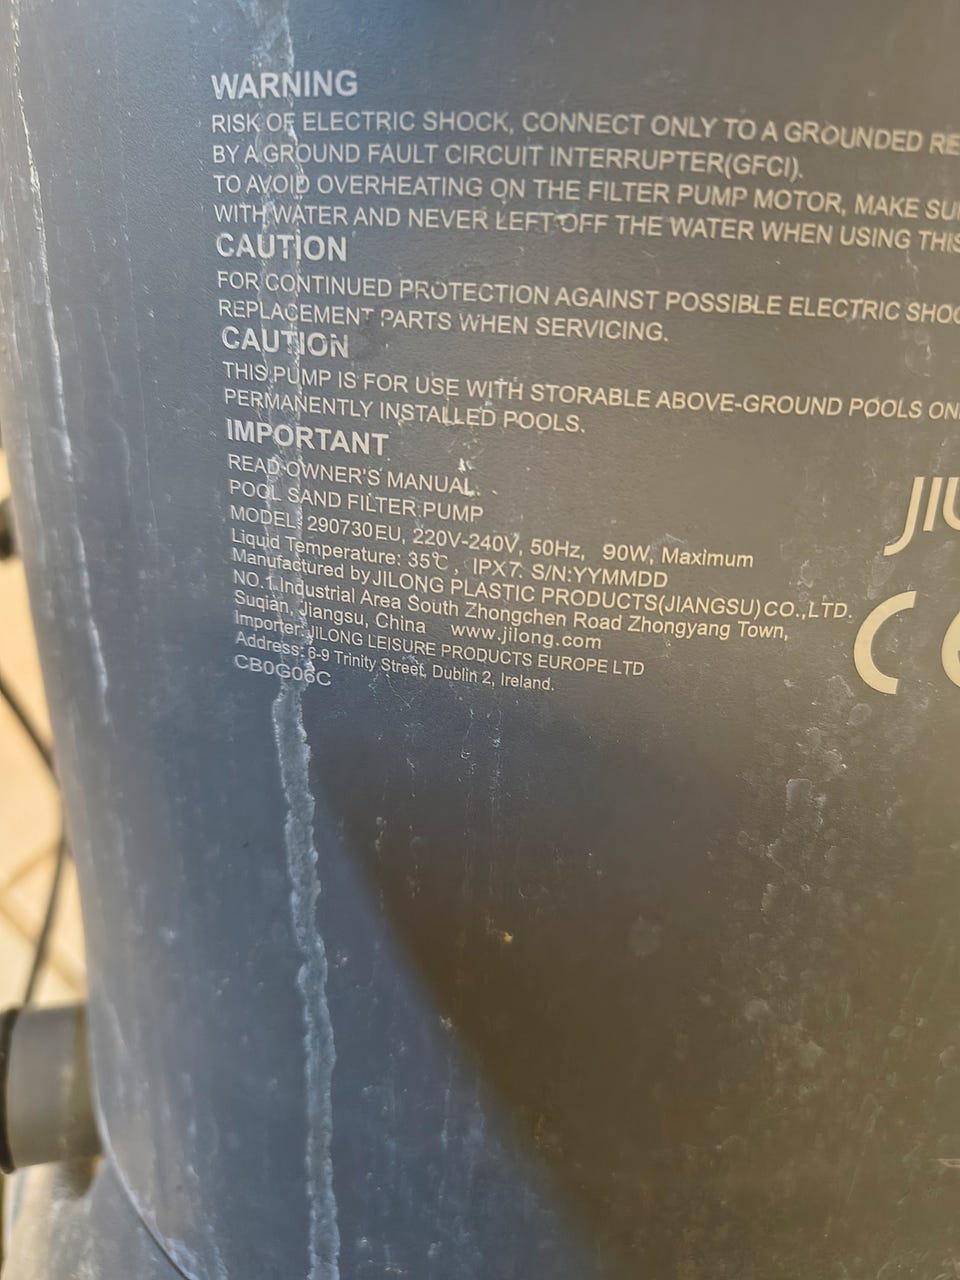 WARNING
RISK OF ELECTRIC SHOCK, CONNECT ONLY TO A GROUNDED RE
BY A GROUND FAULT CIRCUIT INTERRUPTER(GFCI).
TO AVOID OVERHEATING ON THE FILTER PUMP MOTOR, MAKE SU
WITH WATER AND NEVER LEFT OFF THE WATER WHEN USING THIS
CAUTION
FOR CONTINUED PROTECTION AGAINST POSSIBLE ELECTRIC SHOC
REPLACEMENT PARTS WHEN SERVICING.
CAUTION
THIS PUMP IS FOR USE WITH STORABLE ABOVE-GROUND POOLS ON
PERMANENTLY INSTALLED POOLS.
IMPORTANT
READ OWNER'S MANUAL.
POOL SAND FILTER PUMP
MODEL: 290730EU, 220V-240V, 50Hz, 90W, Maximum
Liquid Temperature: 35℃, IPX7. S/N:YYMMDD
Manufactured by JILONG PLASTIC PRODUCTS(JIANGSU)CO.,LTD.
NO.1 Industrial Area South Zhongchen Road Zhongyang Town,
Suqian, Jiangsu, China www.jilong.com
Importer: JILONG LEISURE PRODUCTS EUROPE LTD
Address: 6-9 Trinity Street, Dublin 2, Ireland.
CB0G06C
JI
CE